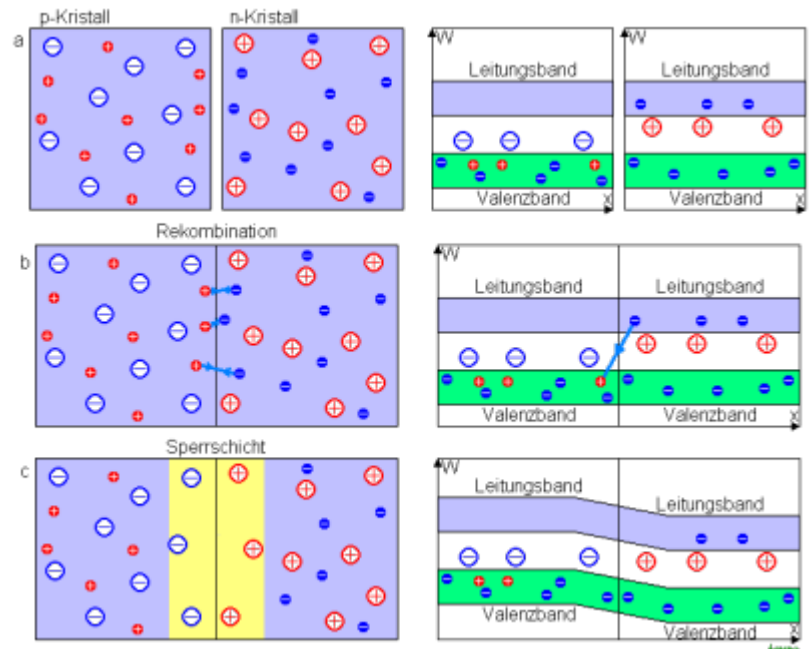 p-Kristall
n-Kristall
a
W
Leitungsband
Valenzband
x
W
Leitungsband
Valenzband
x
Rekombination
b
W
Leitungsband
Leitungsband
Valenzband
Valenzband
x
Sperrschicht
c
W
Leitungsband
Leitungsband
Valenzband
Valenzband
x